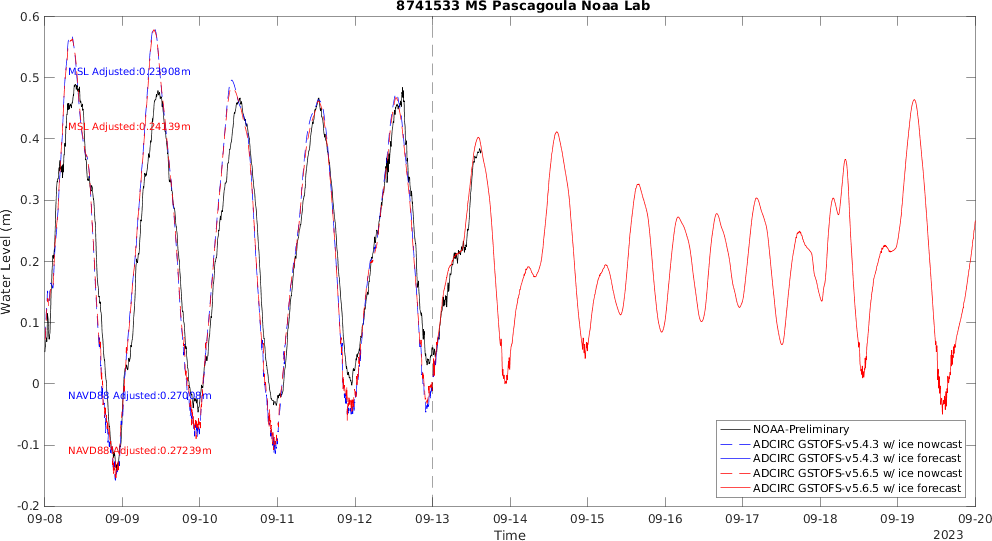 8741533 MS Pascagoula Noaa Lab
0.6
0.5
0.4
0.3
0.2
0.1
0
-0.1
-0.2
Water Level (m)
MSL Adjusted:0.23908m
MSL Adjusted:0.24139m
NAVD88 Adjusted:0.27008m
NAVD88 Adjusted:0.27239m
NOAA-Preliminary
ADCIRC GSTOFS-v5.4.3 w/ ice nowcast
ADCIRC GSTOFS-v5.4.3 w/ ice forecast
ADCIRC GSTOFS-v5.6.5 w/ ice nowcast
ADCIRC GSTOFS-v5.6.5 w/ ice forecast
09-08 09-09 09-10 09-11 09-12 09-13 09-14 09-15 09-16 09-17 09-18 09-19 09-20
Time
2023